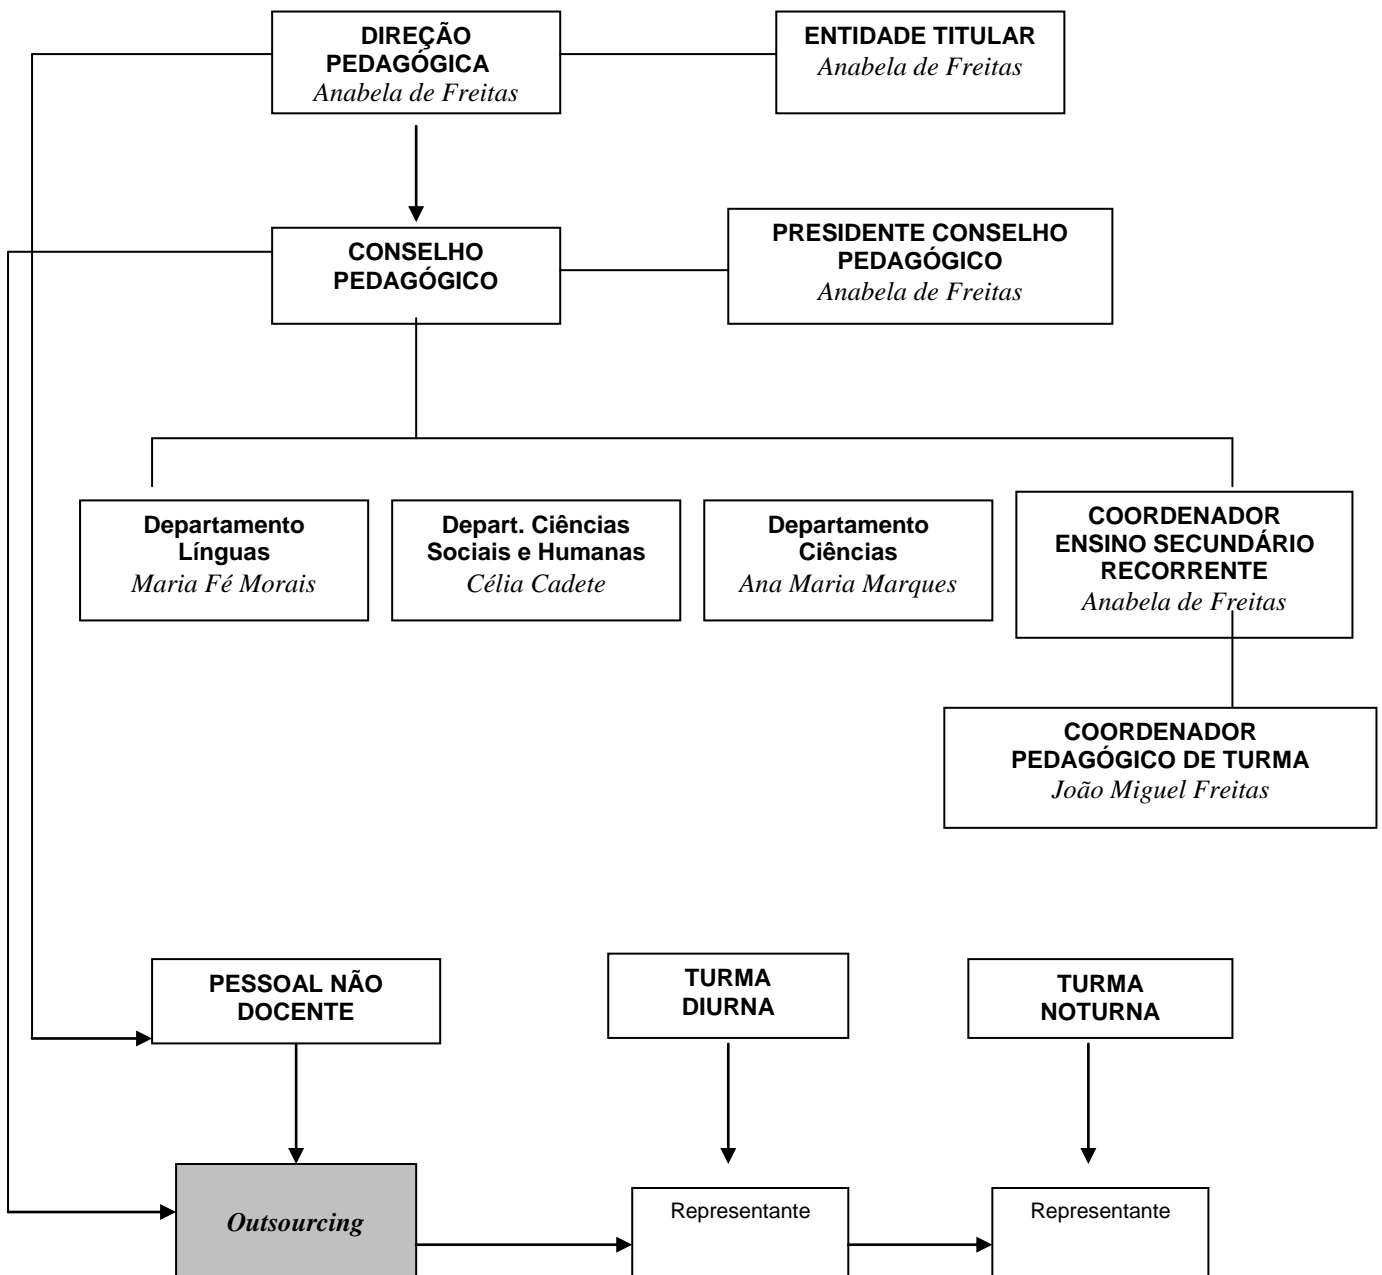 DIREÇÃO
PEDAGÓGICA
Anabela de Freitas
ENTIDADE TITULAR
Anabela de Freitas
CONSELHO
PEDAGÓGICO
PRESIDENTE CONSELHO
PEDAGÓGICO
Anabela de Freitas
Departamento
Línguas
Maria Fé Morais
Depart. Ciências
Sociais e Humanas
Célia Cadete
Departamento
Ciências
Ana Maria Marques
COORDENADOR
ENSINO SECUNDÁRIO
RECORRENTE
Anabela de Freitas
COORDENADOR
PEDAGÓGICO DE TURMA
João Miguel Freitas
PESSOAL NÃO
DOCENTE
TURMA
DIURNA
TURMA
NOTURNA
Outsourcing
Representante
Representante